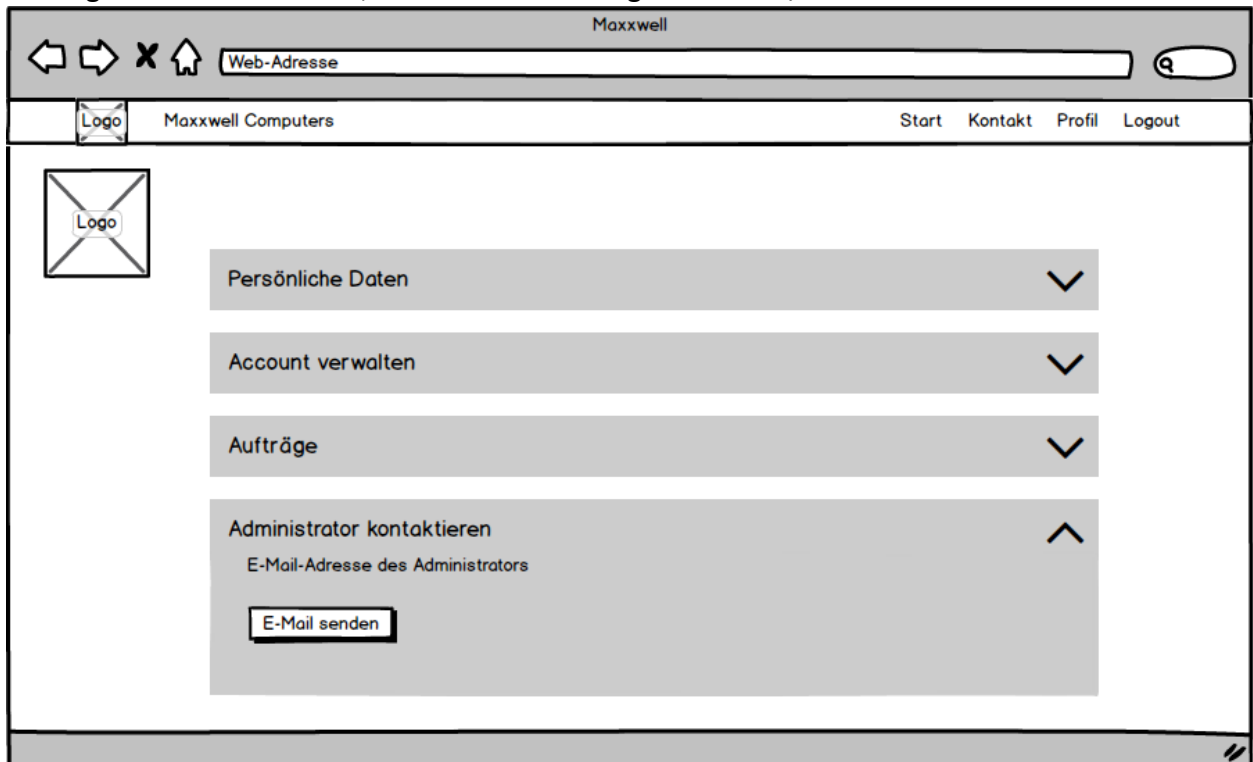 Maxxwell
Web-Adresse
Logo Maxxwell Computers Start Kontakt Profil Logout
Logo
Persönliche Daten
Account verwalten
Aufträge
Administrator kontaktieren
E-Mail-Adresse des Administrators
E-Mail senden